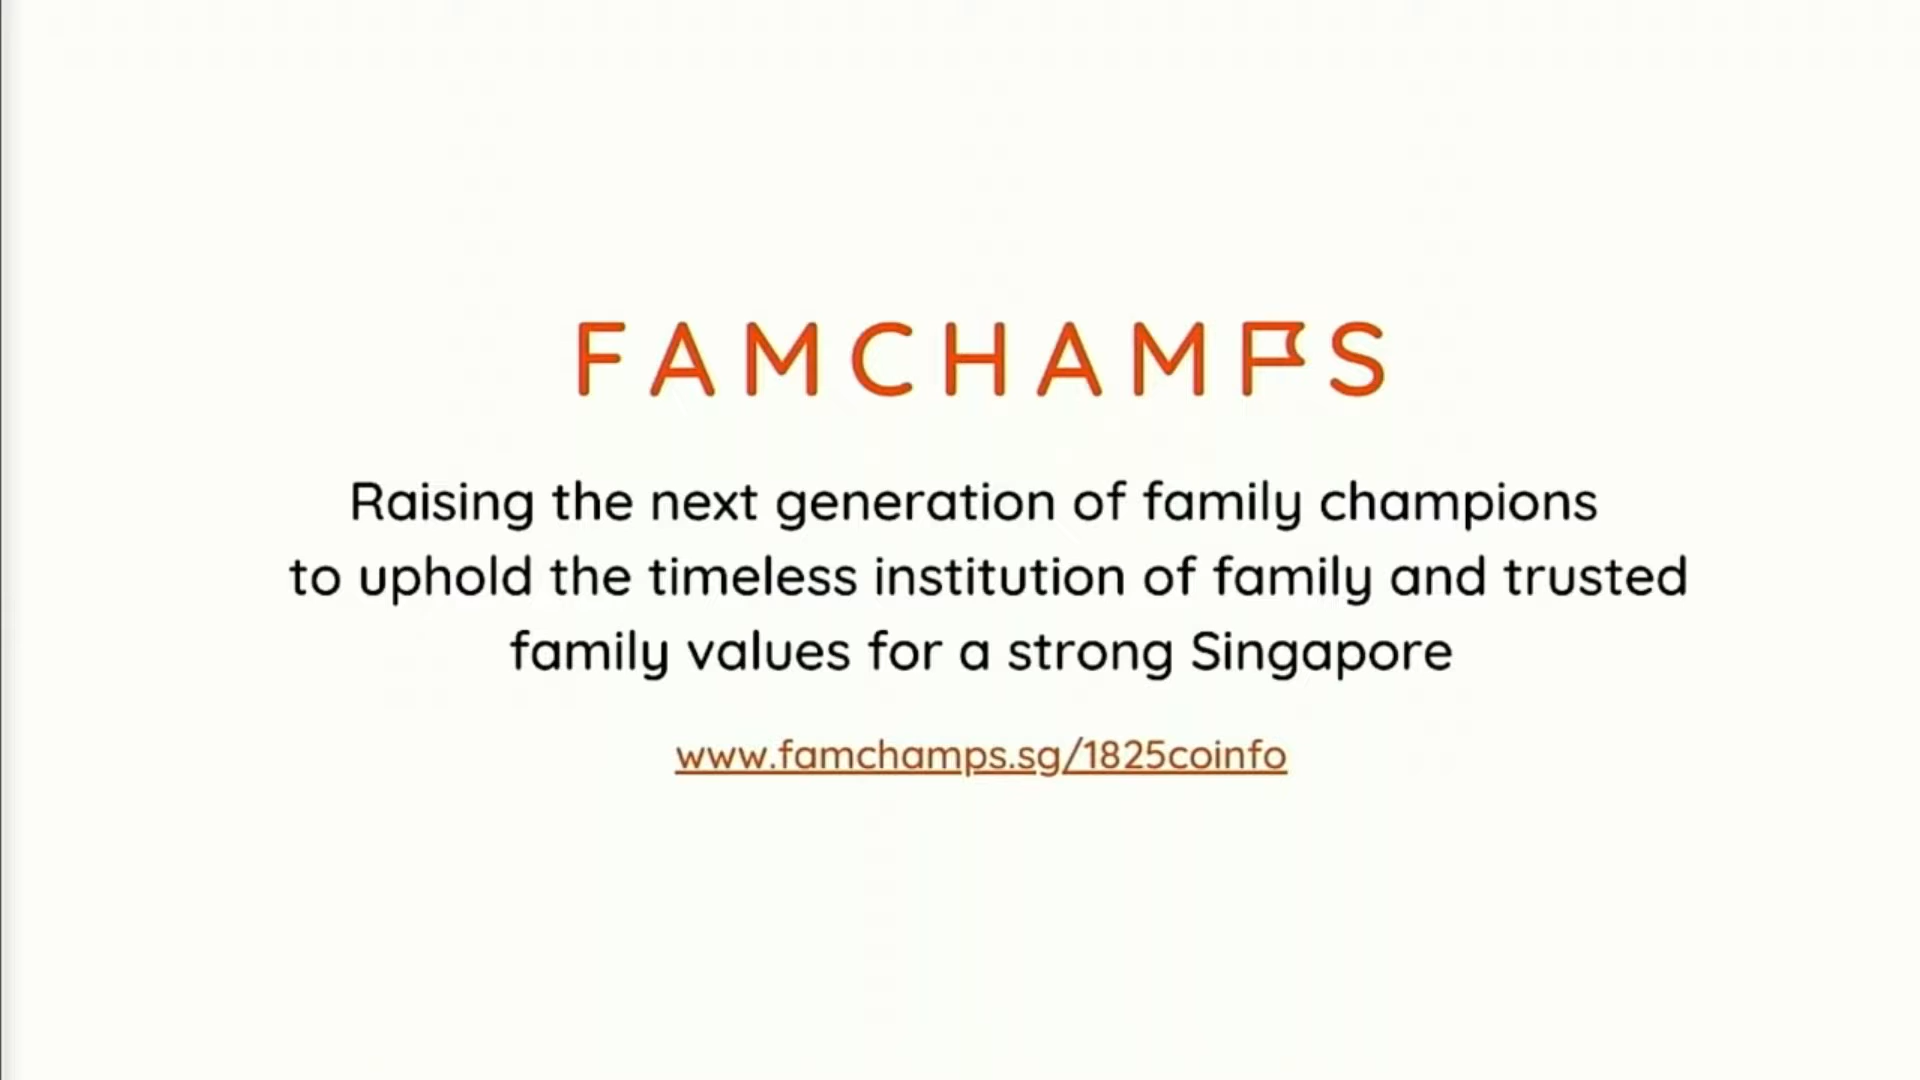 FAMCHAMPS
Raising the next generation of family champions
to uphold the timeless institution of family and trusted
family values for a strong Singapore
www.famchamps.sg/1825coinfo